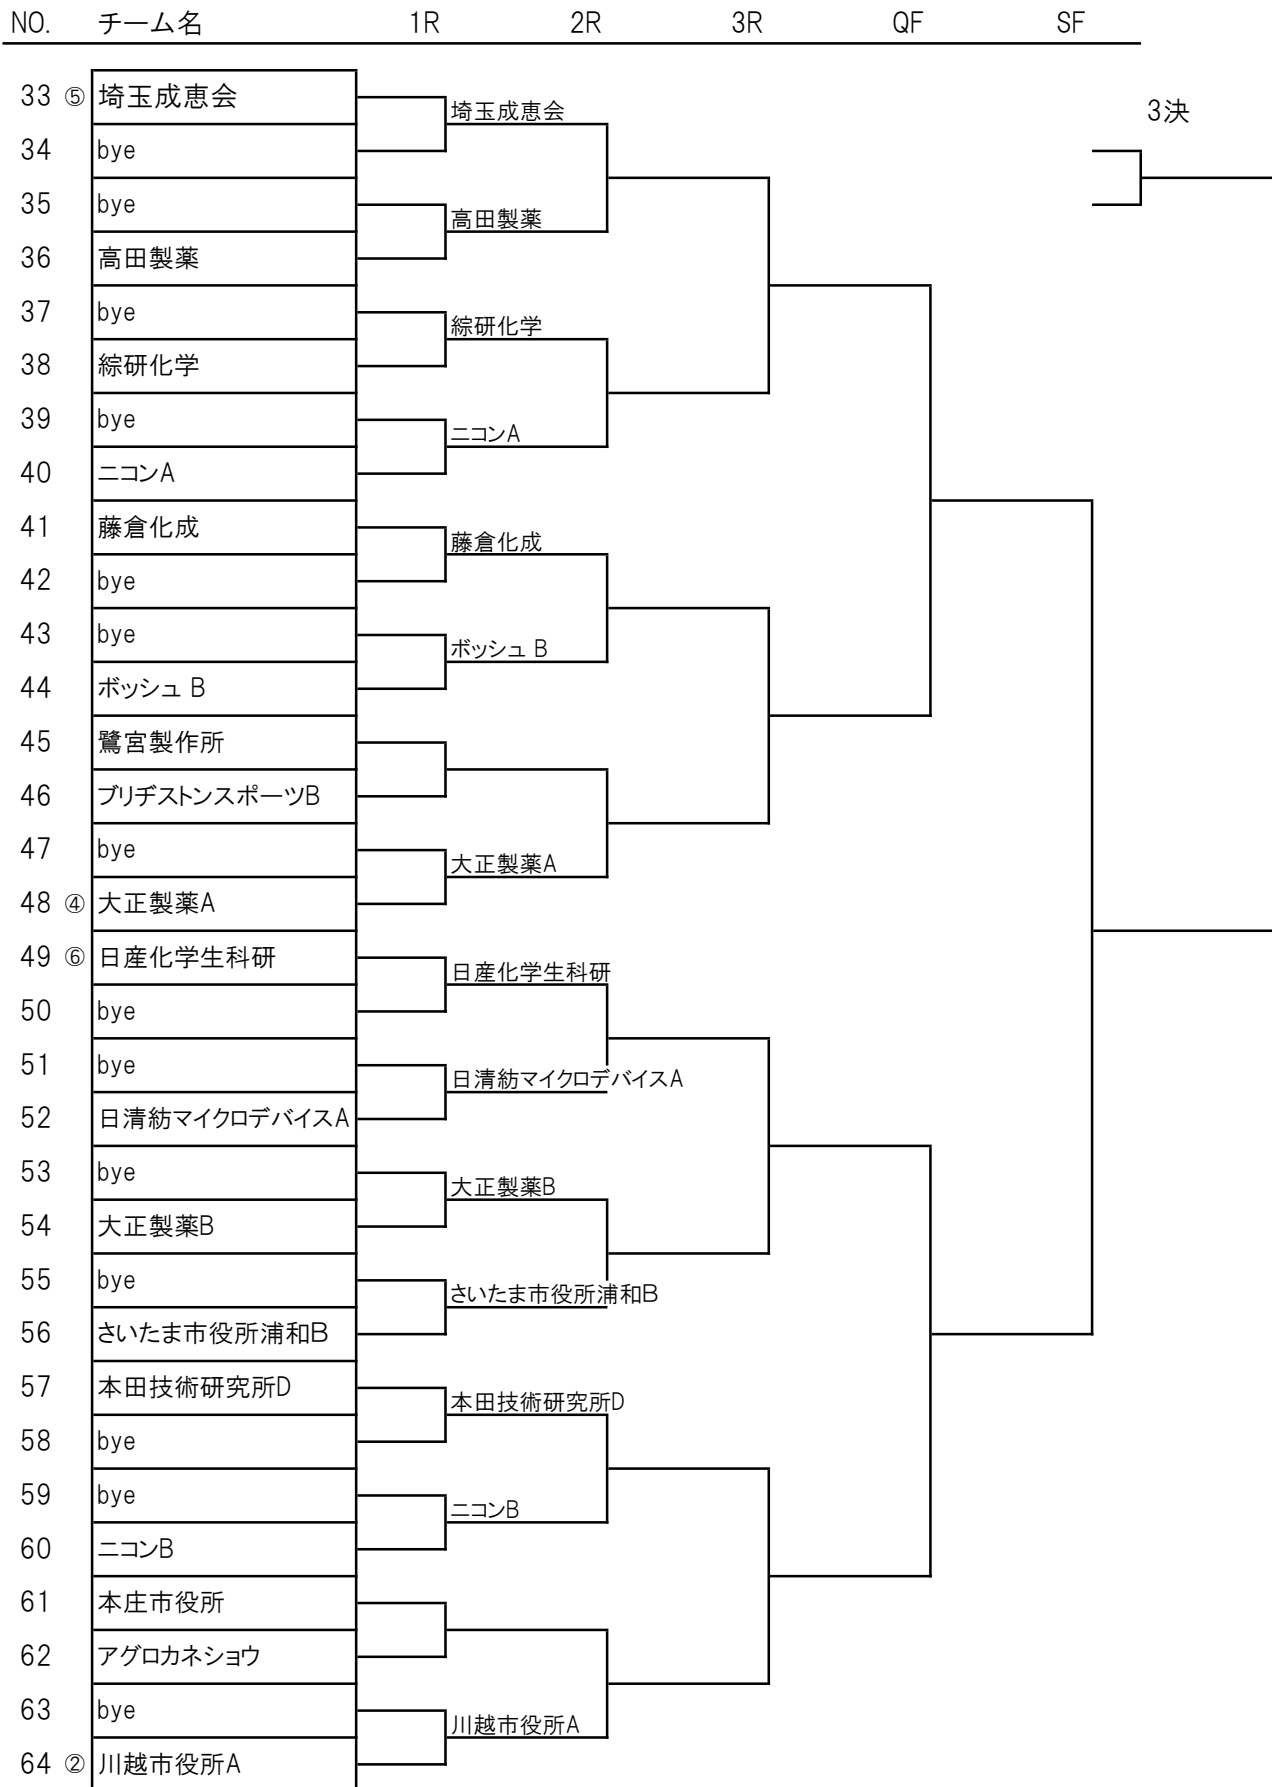 NO. チーム名 1R 2R 3R QF SF
33 ⑤ 埼玉成恵会
埼玉成恵会
3決
34 bye
35 bye
高田製薬
36 高田製薬
37 bye
綜研化学
38 綜研化学
39 bye
ニコンA
40 ニコンA
41 藤倉化成
藤倉化成
42 bye
43 bye
ボッシュ B
44 ボッシュ B
45 鷺宮製作所
46 ブリヂストンスポーツB
47 bye
大正製薬A
48 ④ 大正製薬A
49 ⑥ 日産化学生科研
日産化学生科研
50 bye
51 bye
日清紡マイクロデバイスA
52 日清紡マイクロデバイスA
53 bye
大正製薬B
54 大正製薬B
55 bye
さいたま市役所浦和B
56 さいたま市役所浦和B
57 本田技術研究所D
本田技術研究所D
58 bye
59 bye
ニコンB
60 ニコンB
61 本庄市役所
62 アグロカネショウ
63 bye
川越市役所A
64 ② 川越市役所A